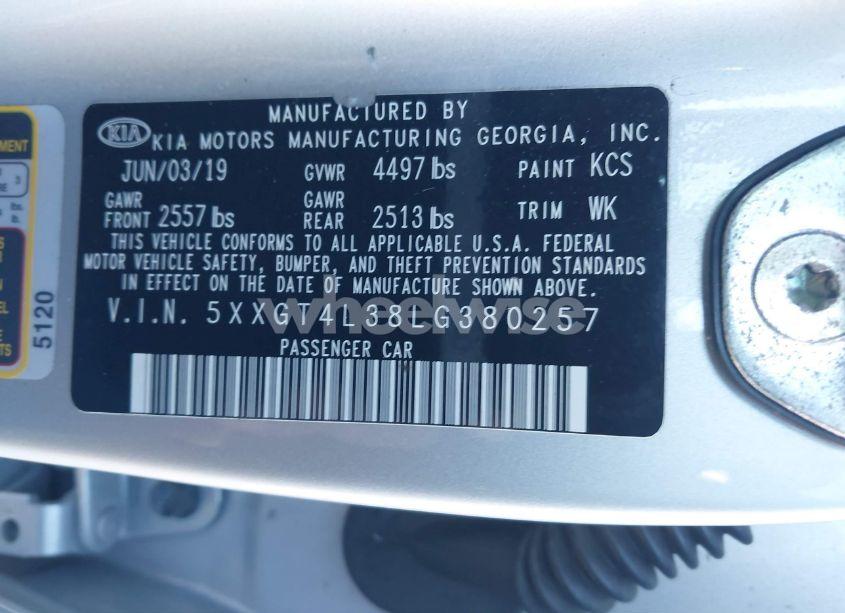 MANUFACTURED BY
KIA KIA MOTORS MANUFACTURING GEORGIA, INC.
JUN/03/19 GVWR 4497 lbs PAINT KCS
GAWR FRONT 2557 lbs GAWR REAR 2513 lbs TRIM WK
THIS VEHICLE CONFORMS TO ALL APPLICABLE U.S.A. FEDERAL
MOTOR VEHICLE SAFETY, BUMPER, AND THEFT PREVENTION STANDARDS
IN EFFECT ON THE DATE OF MANUFACTURE SHOWN ABOVE.
V.I.N. 5XXGT4L38LG380257
PASSENGER CAR
wheelwise
5120